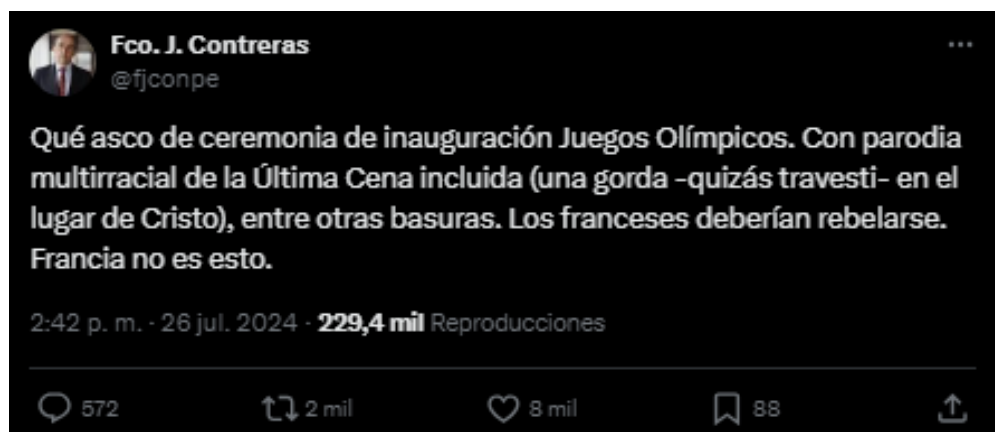 Fco. J. Contreras
@fjconpe
Qué asco de ceremonia de inauguración Juegos Olímpicos. Con parodia
multirracial de la Última Cena incluida (una gorda -quizás travesti- en el
lugar de Cristo), entre otras basuras. Los franceses deberían rebelarse.
Francia no es esto.
2:42 p. m. · 26 jul. 2024 · 229,4 mil Reproducciones
572 2 mil 8 mil 88